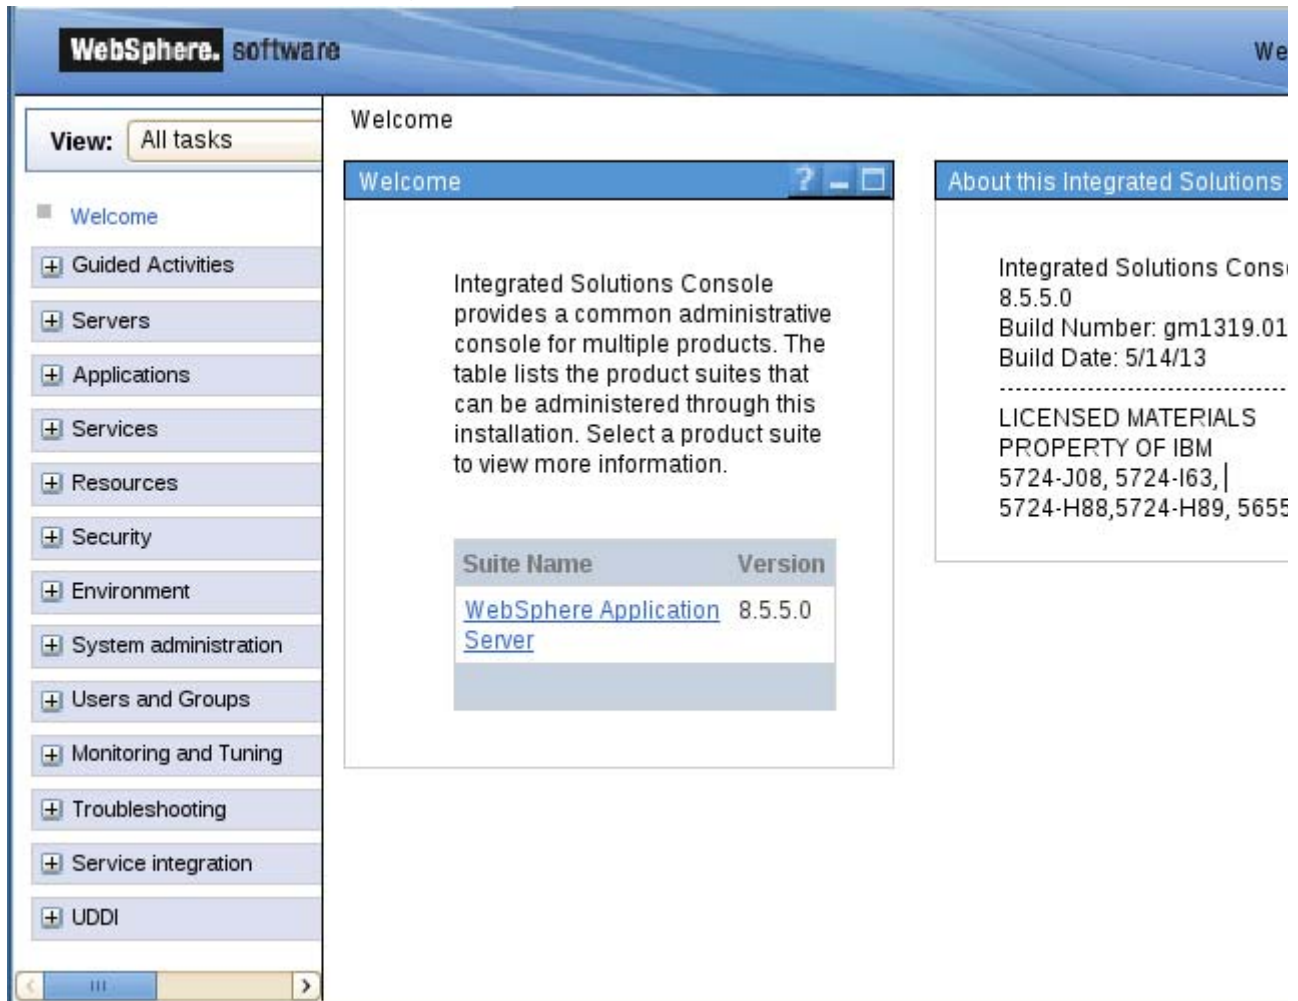 WebSphere. software
We
View: All tasks
Welcome
Guided Activities
Servers
Applications
Services
Resources
Security
Environment
System administration
Users and Groups
Monitoring and Tuning
Troubleshooting
Service integration
UDDI
Welcome
Welcome
Integrated Solutions Console
provides a common administrative
console for multiple products. The
table lists the product suites that
can be administered through this
installation. Select a product suite
to view more information.
Suite Name Version
WebSphere Application 8.5.5.0
Server
About this Integrated Solutions
Integrated Solutions Cons
8.5.5.0
Build Number: gm1319.01
Build Date: 5/14/13
----------------------------------
LICENSED MATERIALS
PROPERTY OF IBM
5724-J08, 5724-I63,
5724-H88,5724-H89, 5655